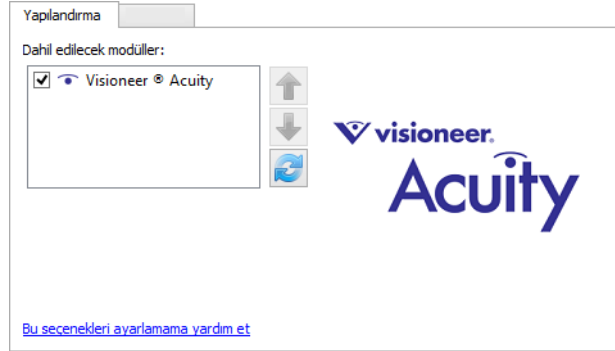 Yapılandırma
Dahil edilecek modüller:
Visioneer ® Acuity
visioneer.
Acuity
Bu seçenekleri ayarlamama yardım et